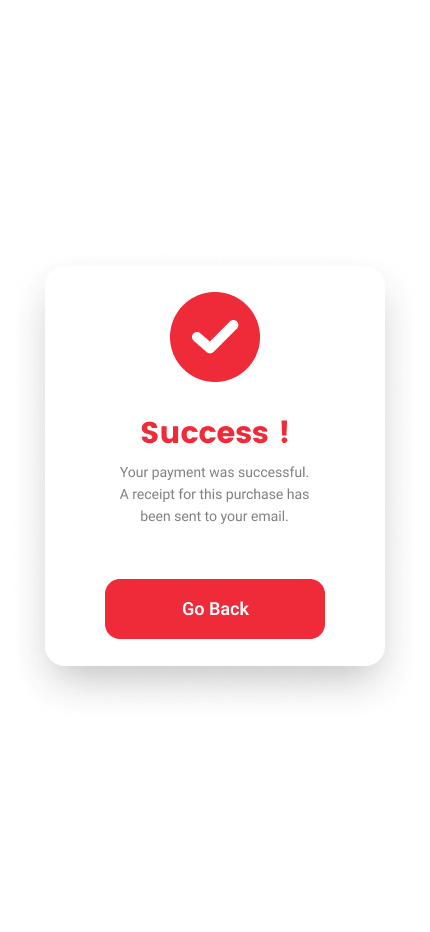 Success !
Your payment was successful.
A receipt for this purchase has
been sent to your email.
Go Back